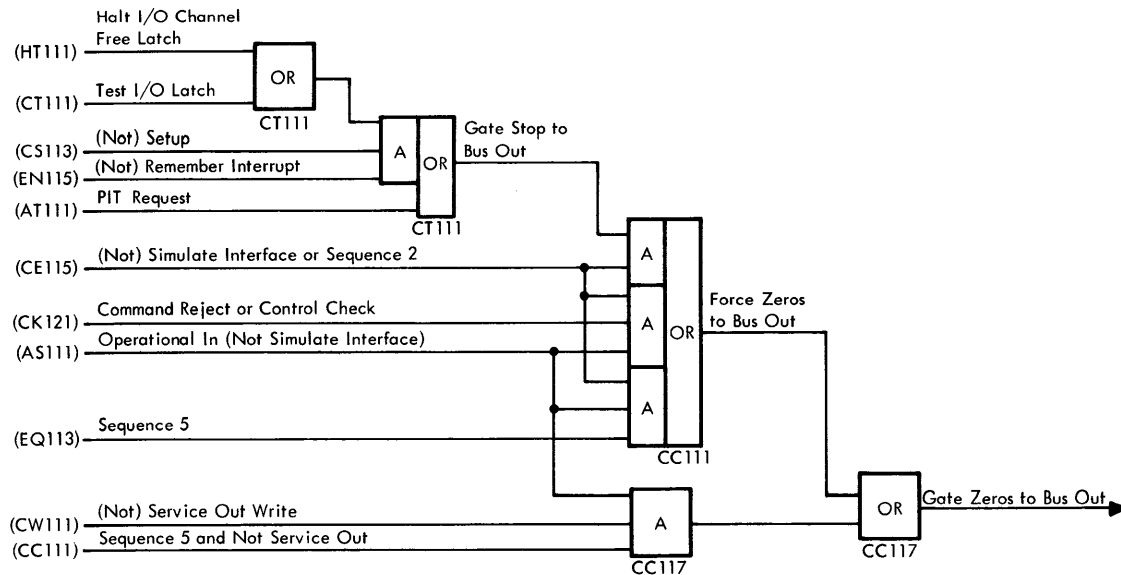 Halt I/O Channel
(HT111) Free Latch
OR
(CT111) Test I/O Latch
CT111
(CS113) (Not) Setup
A OR
Gate Stop to
Bus Out
(EN115) (Not) Remember Interrupt
(AT111) PIT Request
CT111
(CE115) (Not) Simulate Interface or Sequence 2
A
(CK121) Command Reject or Control Check
A OR
Force Zeros
to Bus Out
(AS111) Operational In (Not Simulate Interface)
A
(EQ113) Sequence 5
CC111
(CW111) (Not) Service Out Write
A
OR
Gate Zeros to Bus Out
(CC111) Sequence 5 and Not Service Out
CC117
CC117